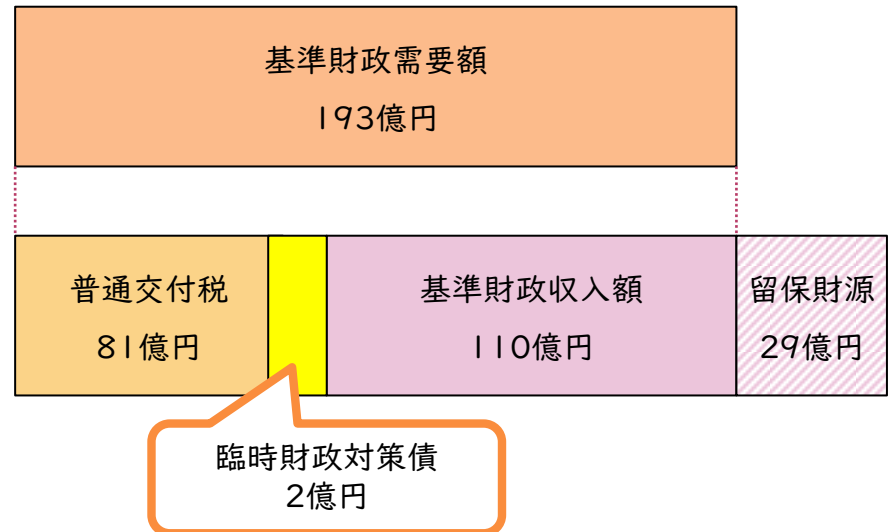 基準財政需要額
193億円
普通交付税
81億円
基準財政収入額
110億円
留保財源
29億円
臨時財政対策債
2億円